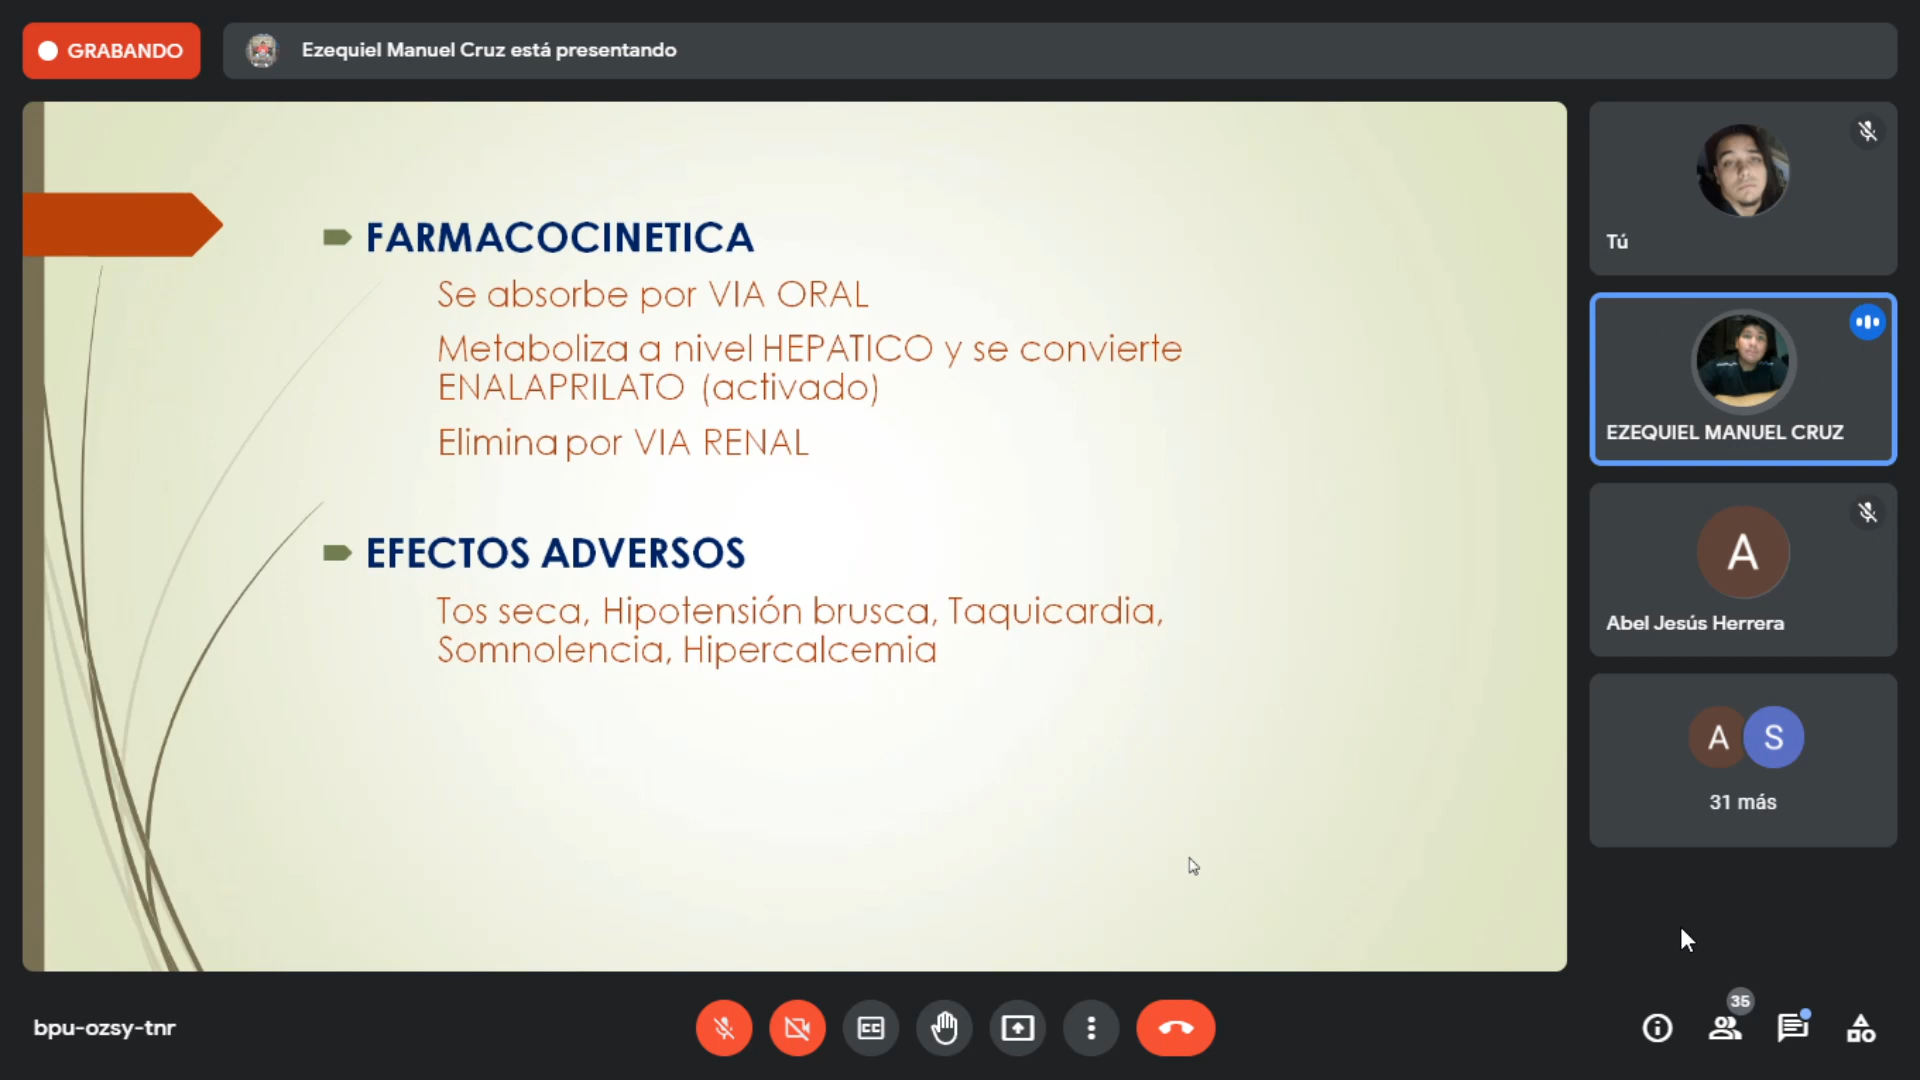 GRABANDO
Ezequiel Manuel Cruz está presentando
FARMACOCINETICA
Se absorbe por VIA ORAL
Metaboliza a nivel HEPATICO y se convierte
ENALAPRILATO (activado)
Elimina por VIA RENAL
EFECTOS ADVERSOS
Tos seca, Hipotensión brusca, Taquicardia,
Somnolencia, Hipercalcemia
Tú
EZEQUIEL MANUEL CRUZ
A
Abel Jesús Herrera
A S
31 más
bpu-ozsy-tnr
CC
35